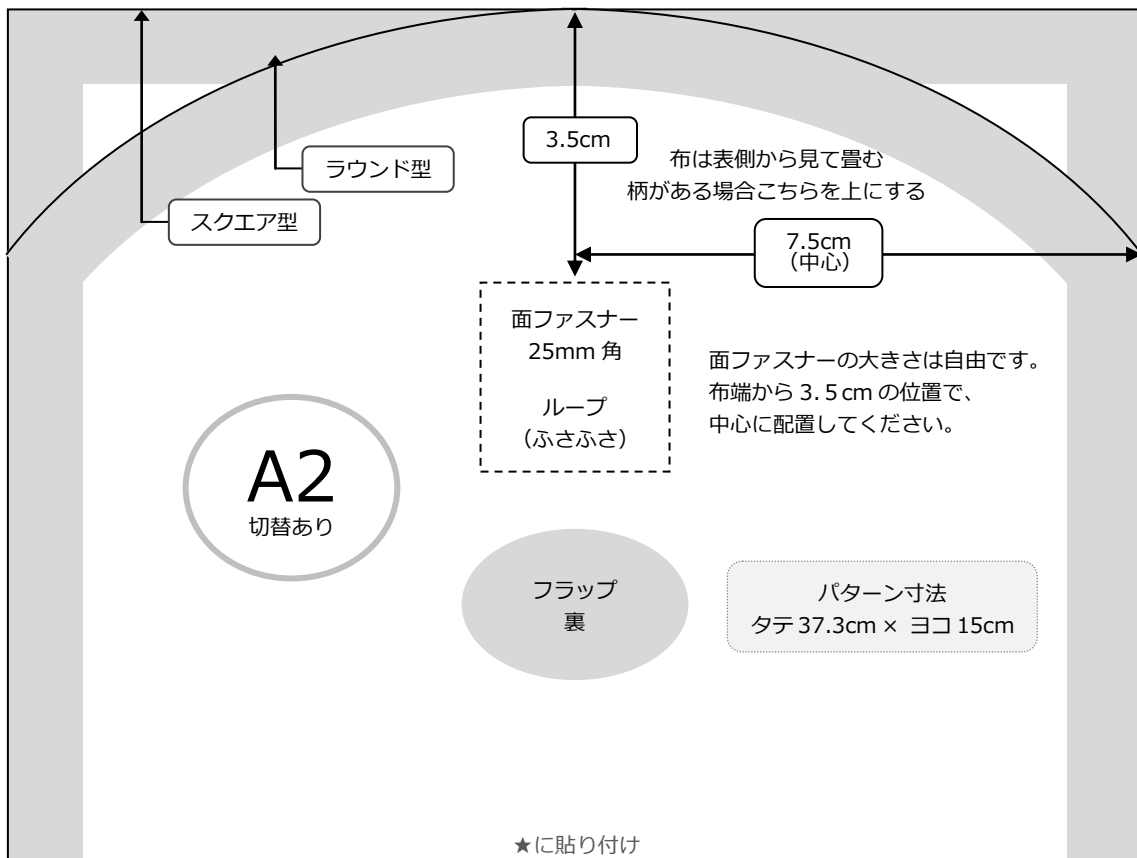 3.5cm
布は表側から見て畳む
柄がある場合こちらを上にする
ラウンド型
スクエア型
7.5cm
（中心）
面ファスナー
25mm 角
ループ
（ふさふさ）
面ファスナーの大きさは自由です。
布端から 3.５cm の位置で、
中心に配置してください。
A2
切替あり
フラップ
裏
パターン寸法
タテ 37.3cm × ヨコ 15cm
★に貼り付け